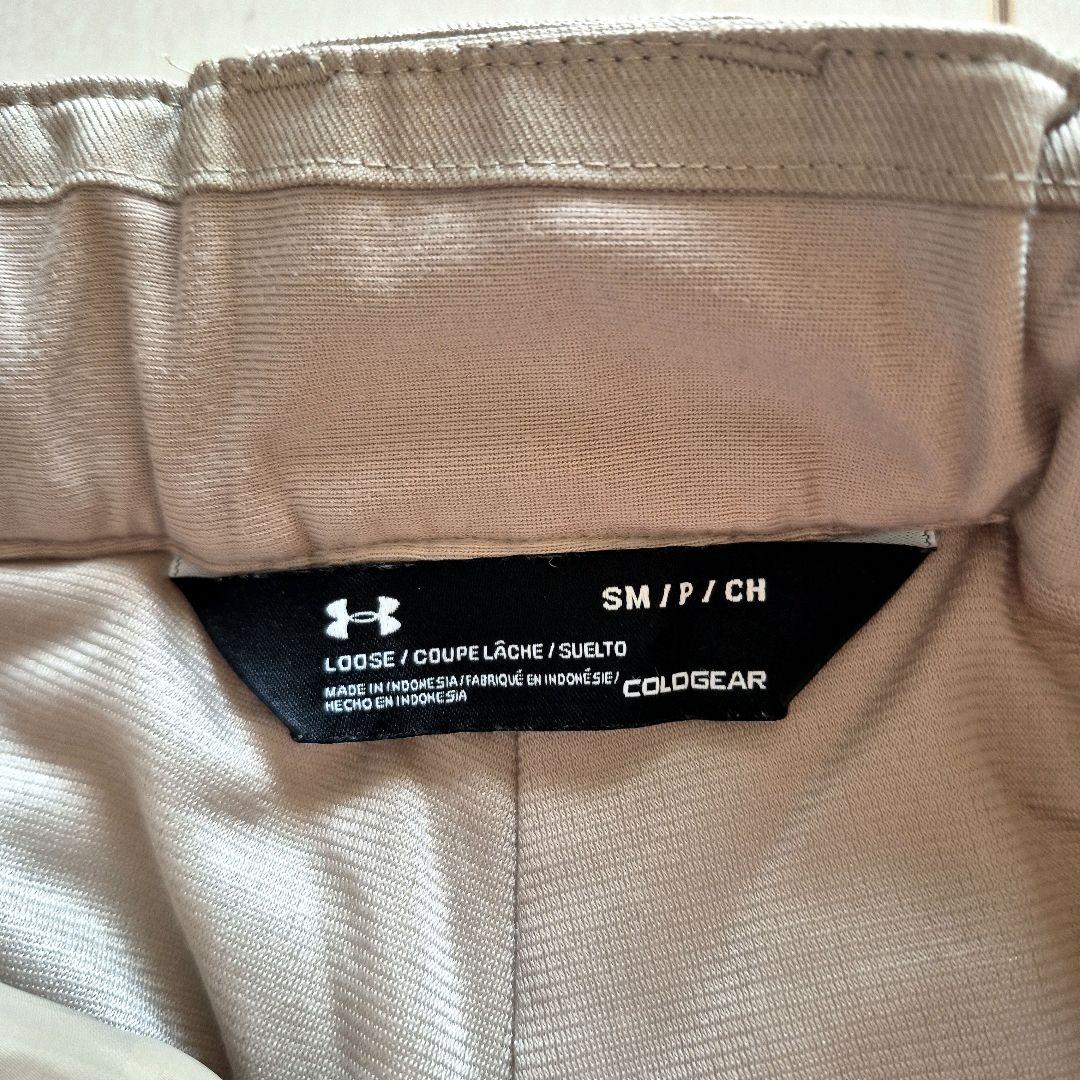 SM / P / CH
LOOSE / COUPE LÂCHE / SUELTO
MADE IN INDONESIA / FABRIQUÉ EN INDONÉSIE /
HECHO EN INDONESIA
COLDGEAR